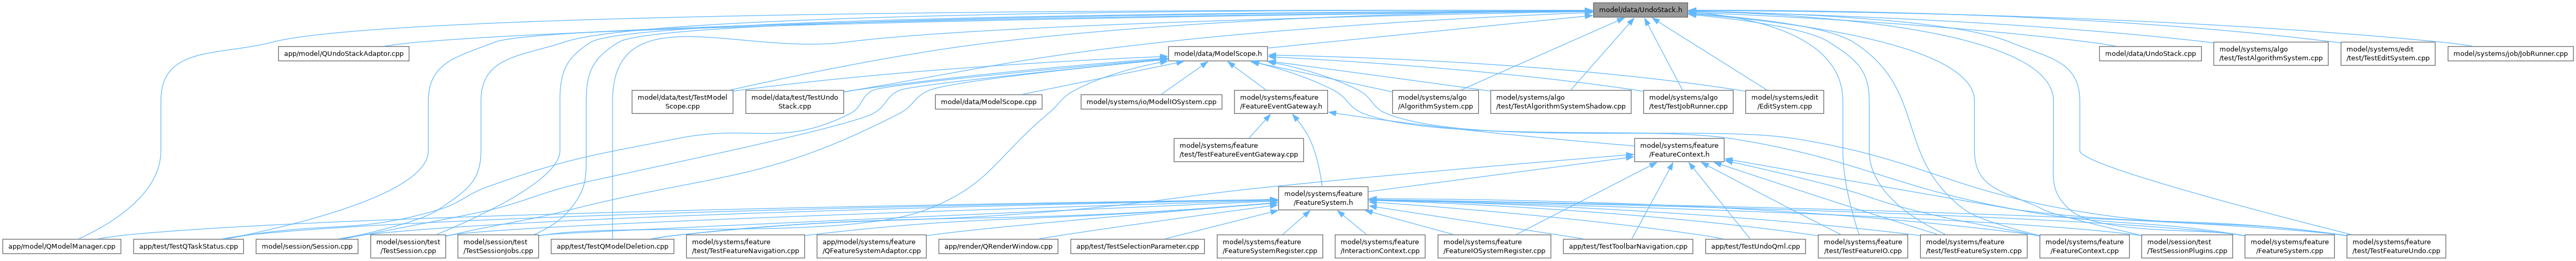 model/data/UndoStack.h
app/model/QUndoStackAdaptor.cpp
model/data/ModelScope.h
model/data/UndoStack.cpp
model/systems/algo
/test/TestAlgorithmSystem.cpp
model/systems/edit
/test/TestEditSystem.cpp
model/systems/job/JobRunner.cpp
model/data/test/TestModel
Scope.cpp
model/data/test/TestUndo
Stack.cpp
model/data/ModelScope.cpp
model/systems/io/ModelIOSystem.cpp
model/systems/feature
/FeatureEventGateway.h
model/systems/algo
/AlgorithmSystem.cpp
model/systems/algo
/test/TestAlgorithmSystemShadow.cpp
model/systems/algo
/test/TestJobRunner.cpp
model/systems/edit
/EditSystem.cpp
model/systems/feature
/test/TestFeatureEventGateway.cpp
model/systems/feature
/FeatureContext.h
model/systems/feature
/FeatureSystem.h
app/model/QModelManager.cpp
app/test/TestQTaskStatus.cpp
model/session/Session.cpp
model/session/test
/TestSession.cpp
model/session/test
/TestSessionJobs.cpp
app/test/TestQModelDeletion.cpp
model/systems/feature
/test/TestFeatureNavigation.cpp
app/model/systems/feature
/QFeatureSystemAdaptor.cpp
app/render/QRenderWindow.cpp
app/test/TestSelectionParameter.cpp
model/systems/feature
/FeatureSystemRegister.cpp
model/systems/feature
/InteractionContext.cpp
model/systems/feature
/FeatureIOSystemRegister.cpp
app/test/TestToolbarNavigation.cpp
app/test/TestUndoQml.cpp
model/systems/feature
/test/TestFeatureIO.cpp
model/systems/feature
/test/TestFeatureSystem.cpp
model/systems/feature
/FeatureContext.cpp
model/session/test
/TestSessionPlugins.cpp
model/systems/feature
/FeatureSystem.cpp
model/systems/feature
/test/TestFeatureUndo.cpp